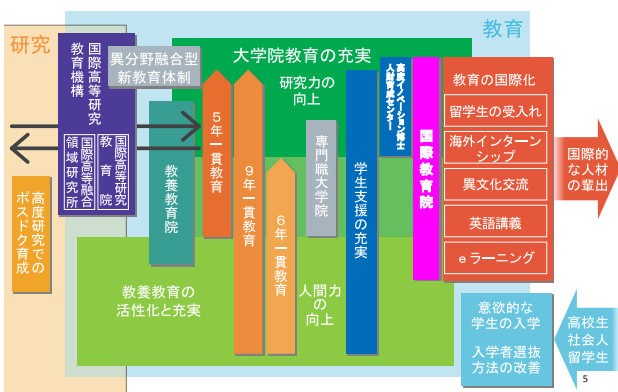 研究
教育
国際高等研究
教育機構
異分野融合型
新教育体制
大学院教育の充実
研究力の
向上
国際高等研究
教育院
国際高等融合
領域研究所
高度研究での
ポスドク育成
教養教育院
5年一貫教育
9年一貫教育
6年一貫教育
専門職大学院
学生支援の充実
高度イノベーション博士
人財育成センター
国際教育院
教育の国際化
留学生の受入れ
海外インターン
シップ
異文化交流
英語講義
eラーニング
国際的
な人材
の輩出
教養教育の
活性化と充実
人間力
の向上
意欲的な
学生の入学
入学者選抜
方法の改善
高校生
社会人
留学生
5